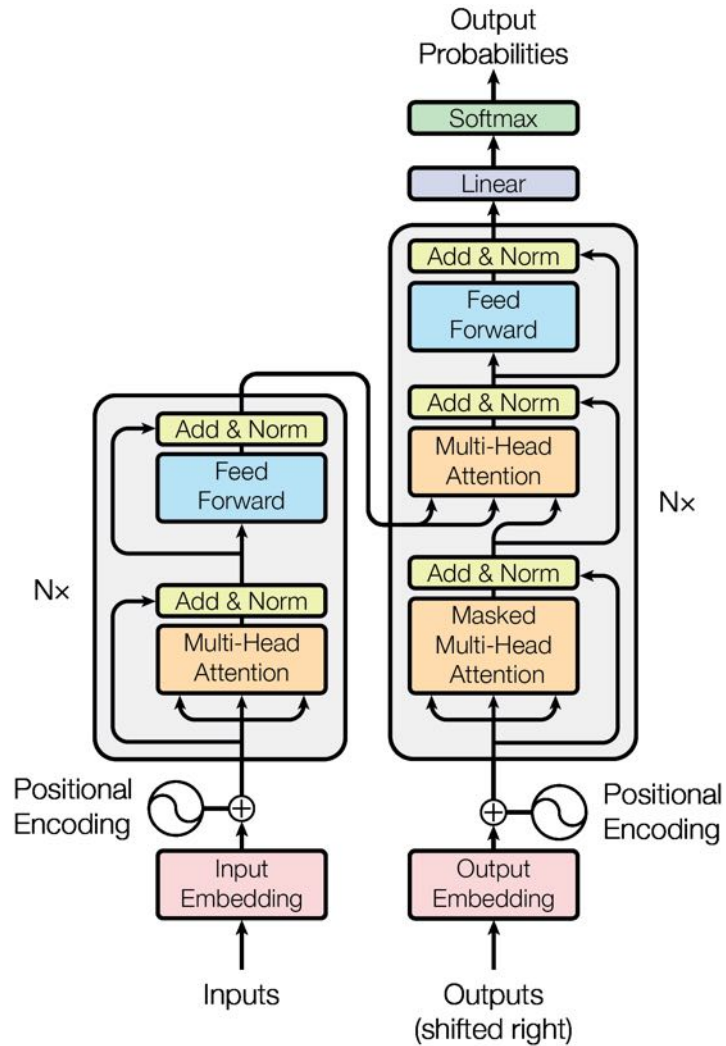 Output
Probabilities
Softmax
Linear
Add & Norm
Feed
Forward
Add & Norm
Multi-Head
Attention
Add & Norm
Masked
Multi-Head
Attention
Nx
Add & Norm
Feed
Forward
Add & Norm
Multi-Head
Attention
Nx
Positional
Encoding
Positional
Encoding
Input
Embedding
Output
Embedding
Inputs
Outputs
(shifted right)